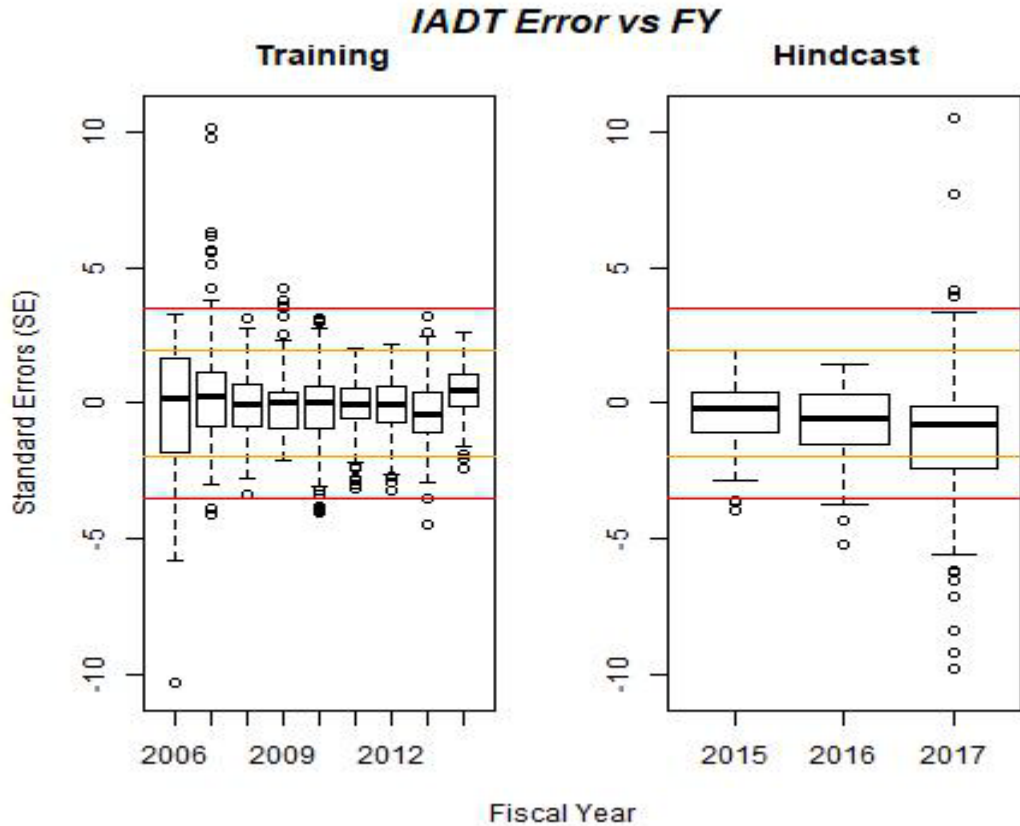 IADT Error vs FY
Training
Hindcast
Standard Errors (SE)
10
5
0
-5
-10
10
5
0
-5
-10
2006 2009 2012
2015 2016 2017
Fiscal Year